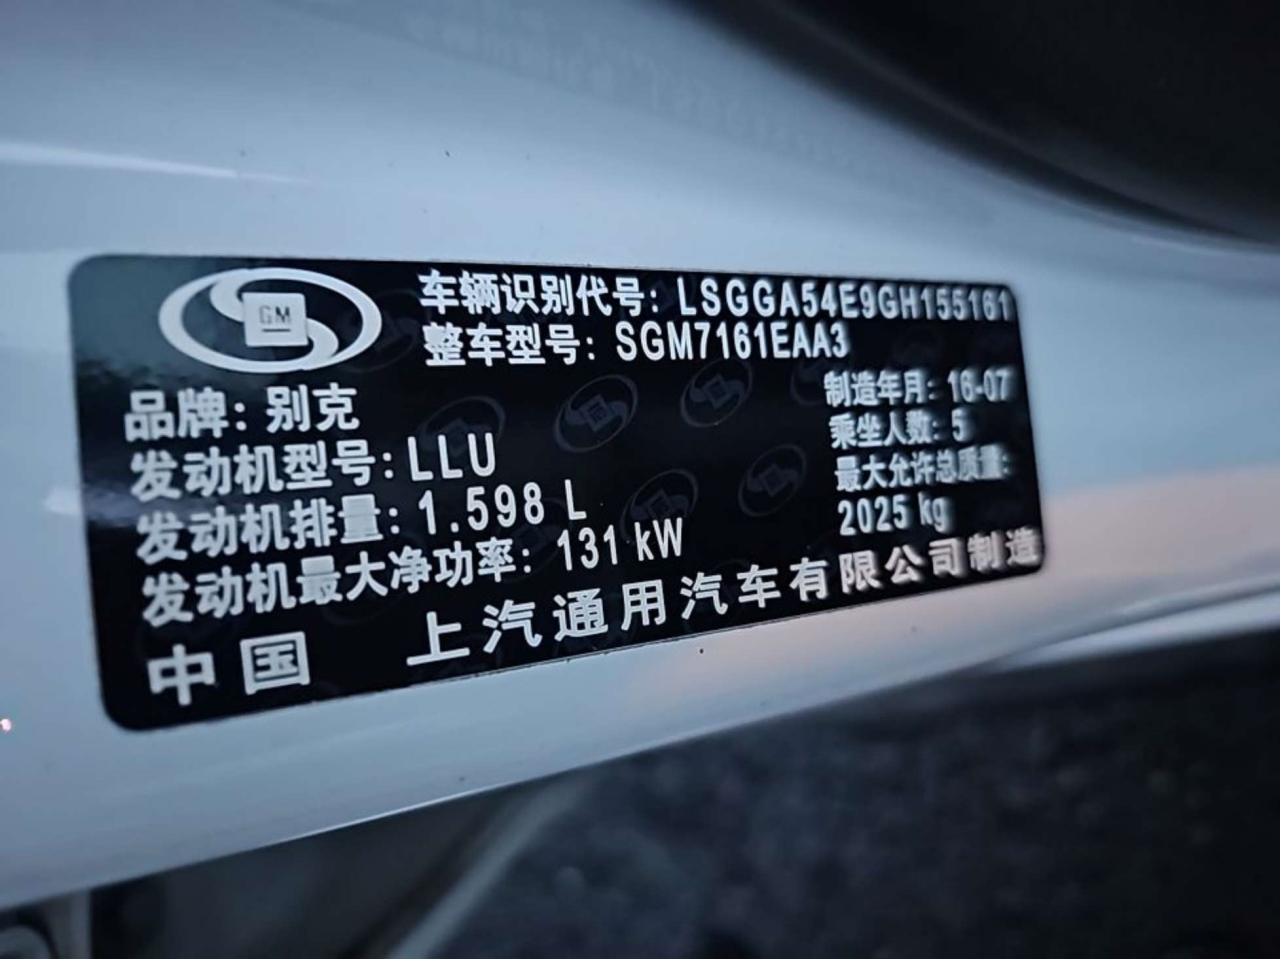 GM
车辆识别代号：LSGGA54E9GH155161
整车型号：SGM7161EAA3
品牌：别克
制造年月：16-07
发动机型号：LLU
乘坐人数：5
发动机排量：1.598 L
最大允许总质量：
2025 kg
发动机最大净功率：131 kW
中国 上汽通用汽车有限公司制造